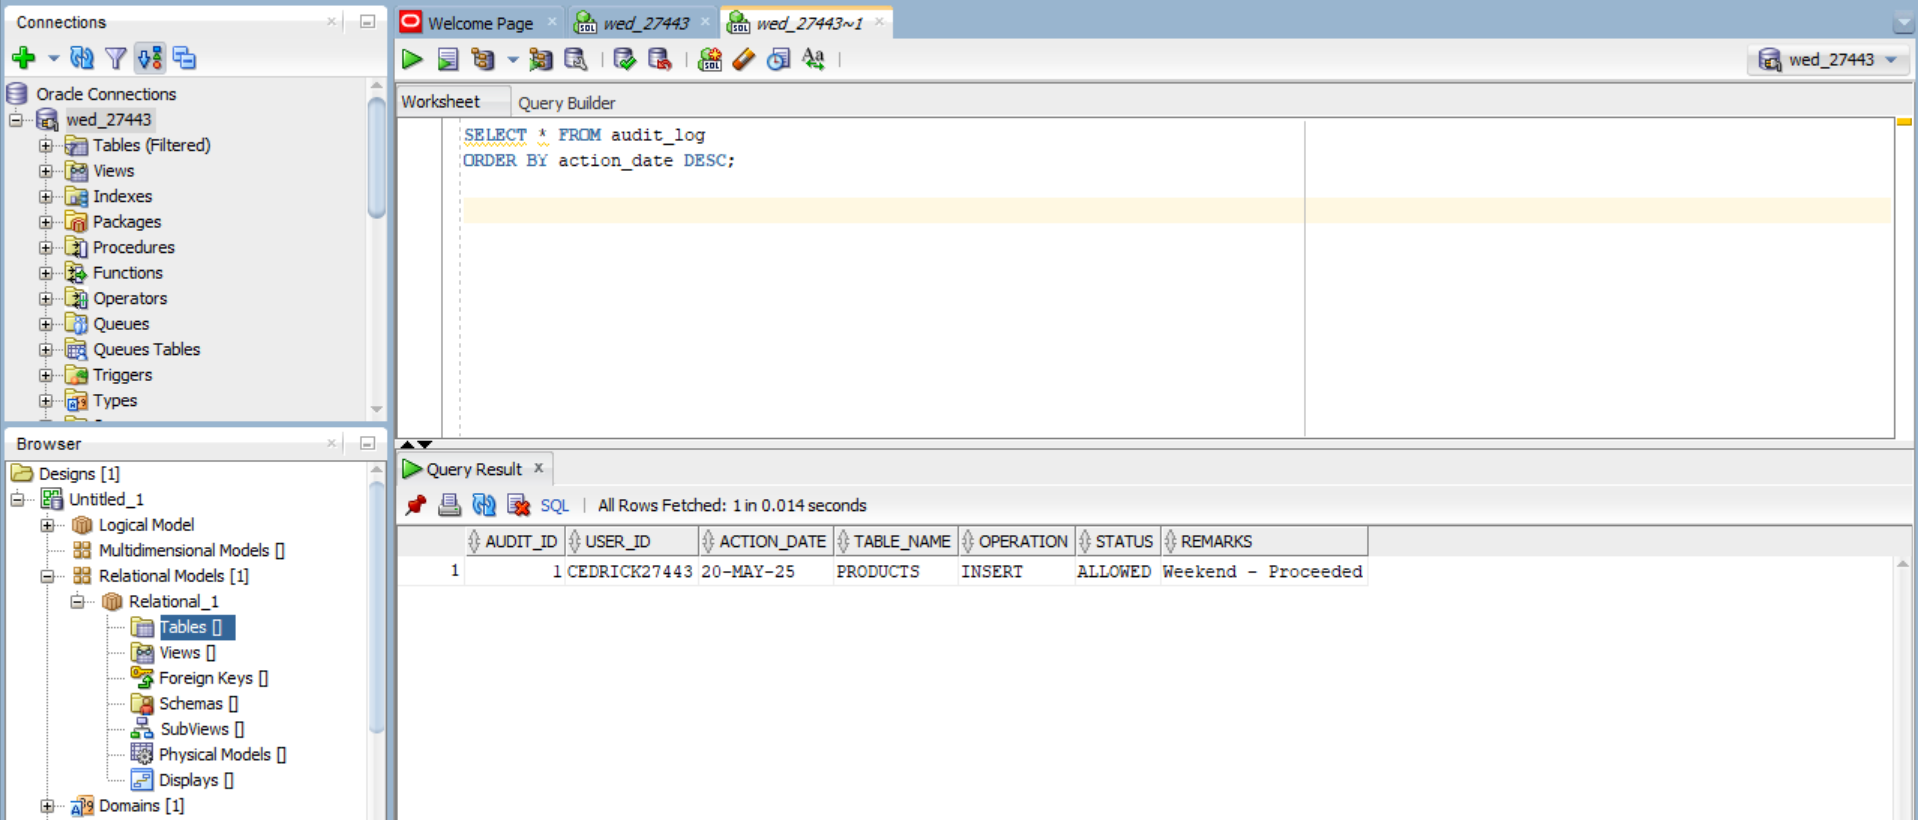 Connections
Oracle Connections
wed_27443
Tables (Filtered)
Views
Indexes
Packages
Procedures
Functions
Operators
Queues
Queues Tables
Triggers
Types
Browser
Designs [1]
Untitled_1
Logical Model
Multidimensional Models []
Relational Models [1]
Relational_1
Tables []
Views []
Foreign Keys []
Schemas []
SubViews []
Physical Models []
Displays []
Domains [1]
Welcome Page wed_27443 wed_27443~1
wed_27443
Worksheet Query Builder
SELECT * FROM audit_log
ORDER BY action_date DESC;
Query Result
SQL | All Rows Fetched: 1 in 0.014 seconds
AUDIT_ID USER_ID ACTION_DATE TABLE_NAME OPERATION STATUS REMARKS
1 1 CEDRICK27443 20-MAY-25 PRODUCTS INSERT ALLOWED Weekend - Proceeded